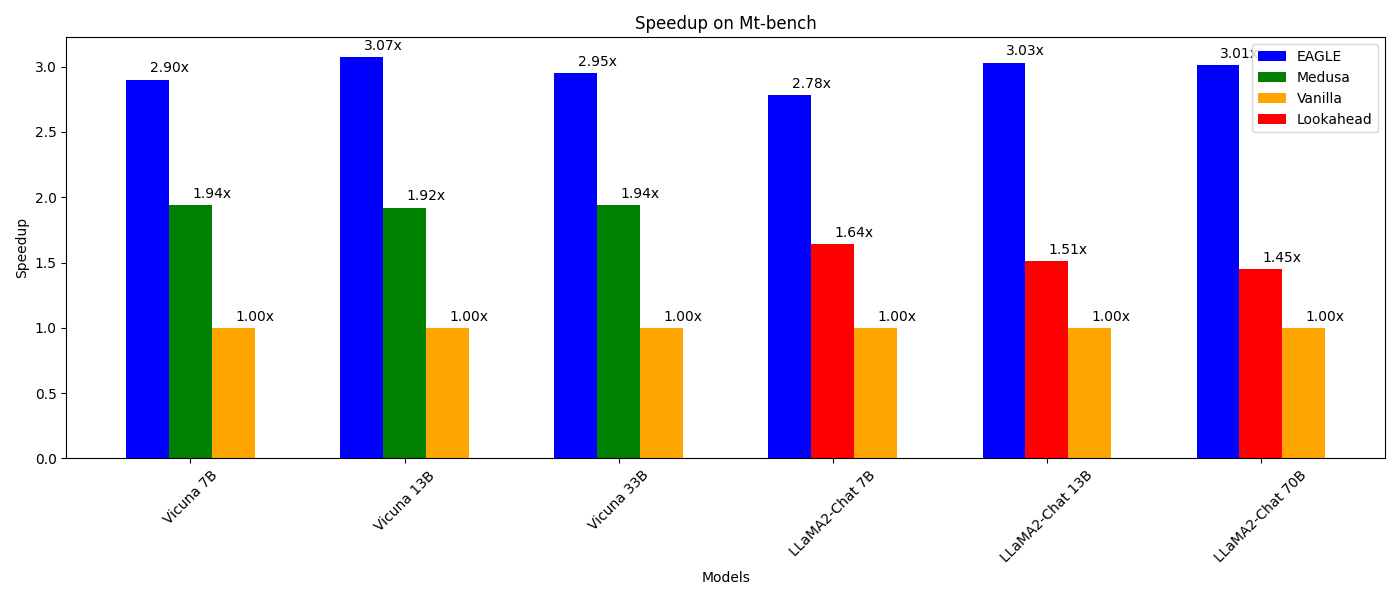 Speedup on Mt-bench
EAGLE
Medusa
Vanilla
Lookahead
Speedup
3.0
2.5
2.0
1.5
1.0
0.5
0.0
2.90x
1.94x
1.00x
3.07x
1.92x
1.00x
2.95x
1.94x
1.00x
2.78x
1.64x
1.00x
3.03x
1.51x
1.00x
3.01x
1.45x
1.00x
Vicuna 7B
Vicuna 13B
Vicuna 33B
LLaMA2-Chat 7B
LLaMA2-Chat 13B
LLaMA2-Chat 70B
Models